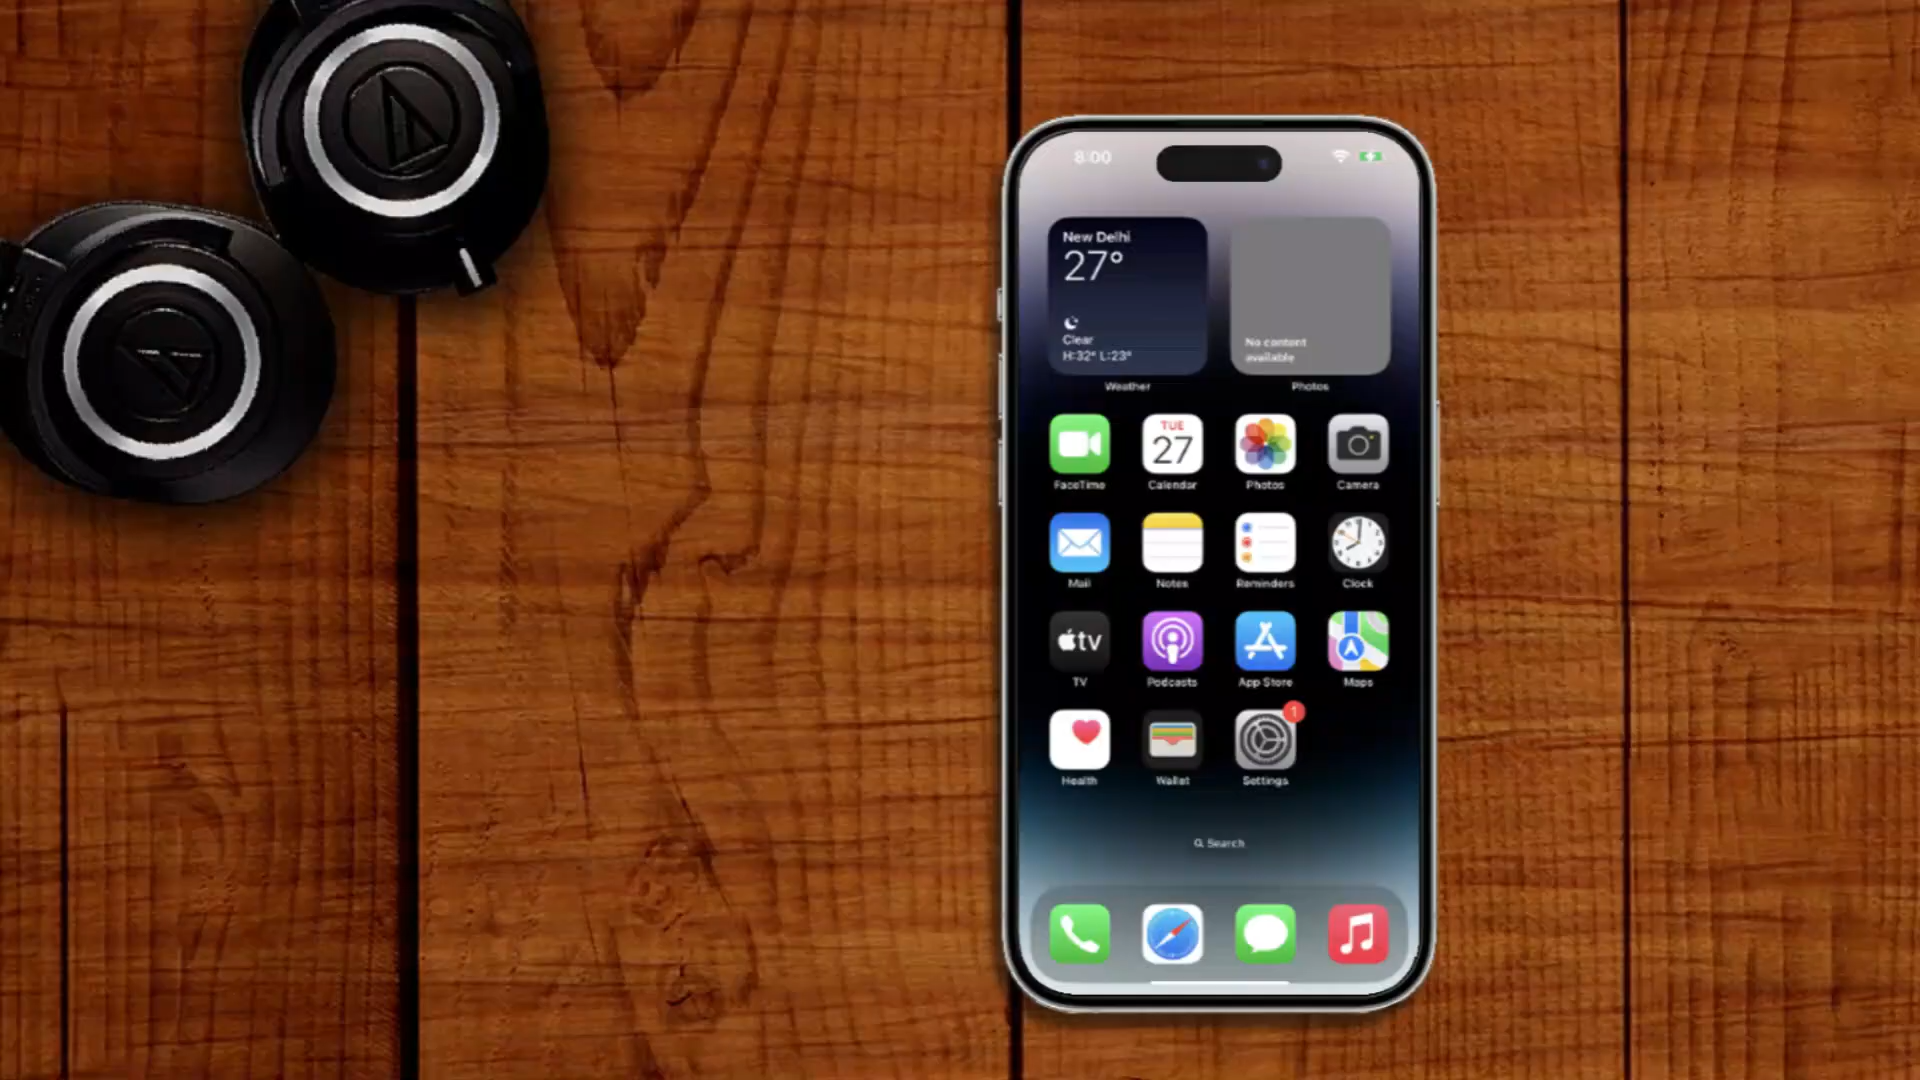 8:00
New Delhi
27°
Clear
H:32° L:23°
Weather
No content
available
Photos
FaceTime
TUE
27
Calendar
Photos
Camera
Mail
Notes
Reminders
Clock
tv
TV
Podcasts
App Store
Maps
Health
Wallet
1
Settings
Search